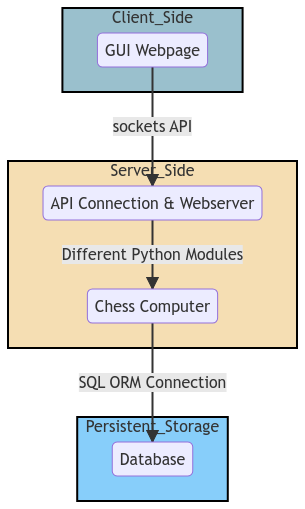 Client_Side
GUI Webpage
sockets API
Server_Side
API Connection & Webserver
Different Python Modules
Chess Computer
SQL ORM Connection
Persistent_Storage
Database